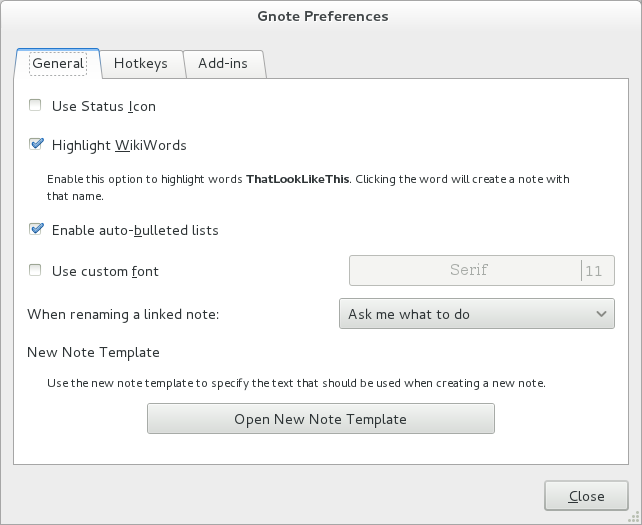 Gnote Preferences
General Hotkeys Add-ins
Use Status Icon
Highlight WikiWords
Enable this option to highlight words ThatLookLikeThis. Clicking the word will create a note with
that name.
Enable auto-bulleted lists
Use custom font Serif 11
When renaming a linked note: Ask me what to do
New Note Template
Use the new note template to specify the text that should be used when creating a new note.
Open New Note Template
Close